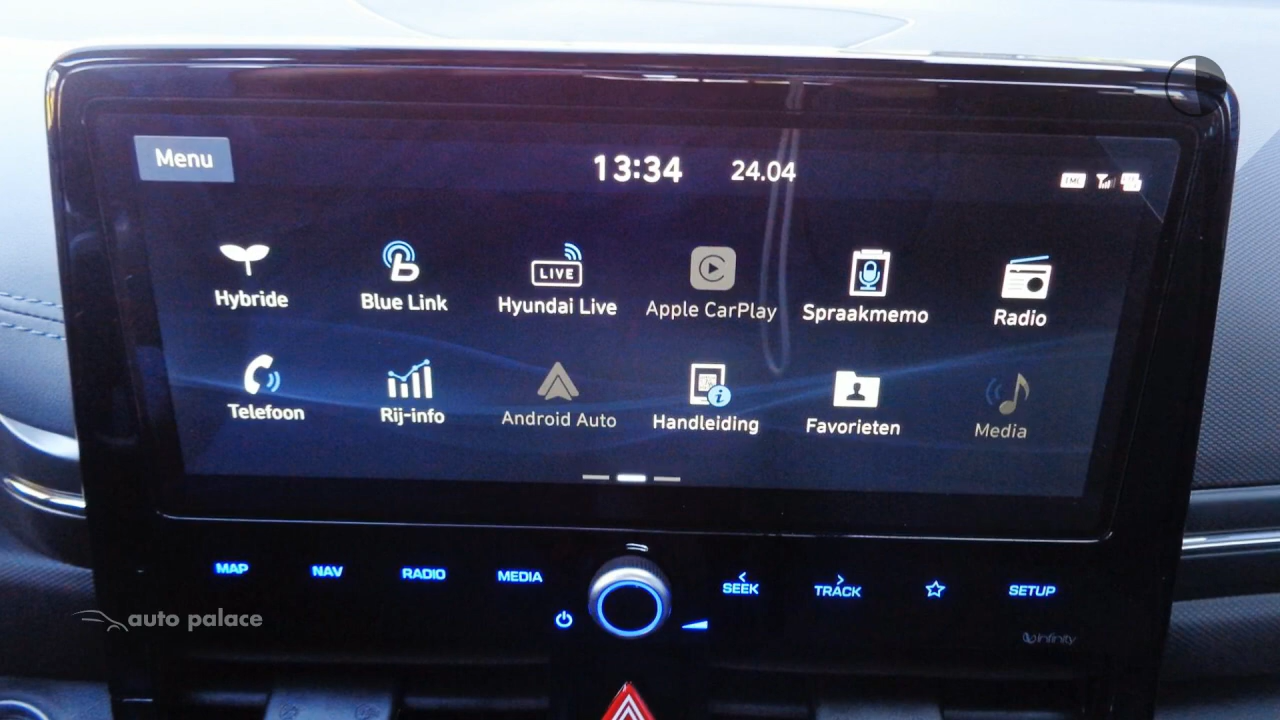 Menu
13:34 24.04
Hybride Blue Link LIVE Hyundai Live Apple CarPlay Spraakmemo Radio
Telefoon Rij-info Android Auto Handleiding Favorieten Media
MAP NAV RADIO MEDIA SEEK TRACK SETUP
auto palace
infinity